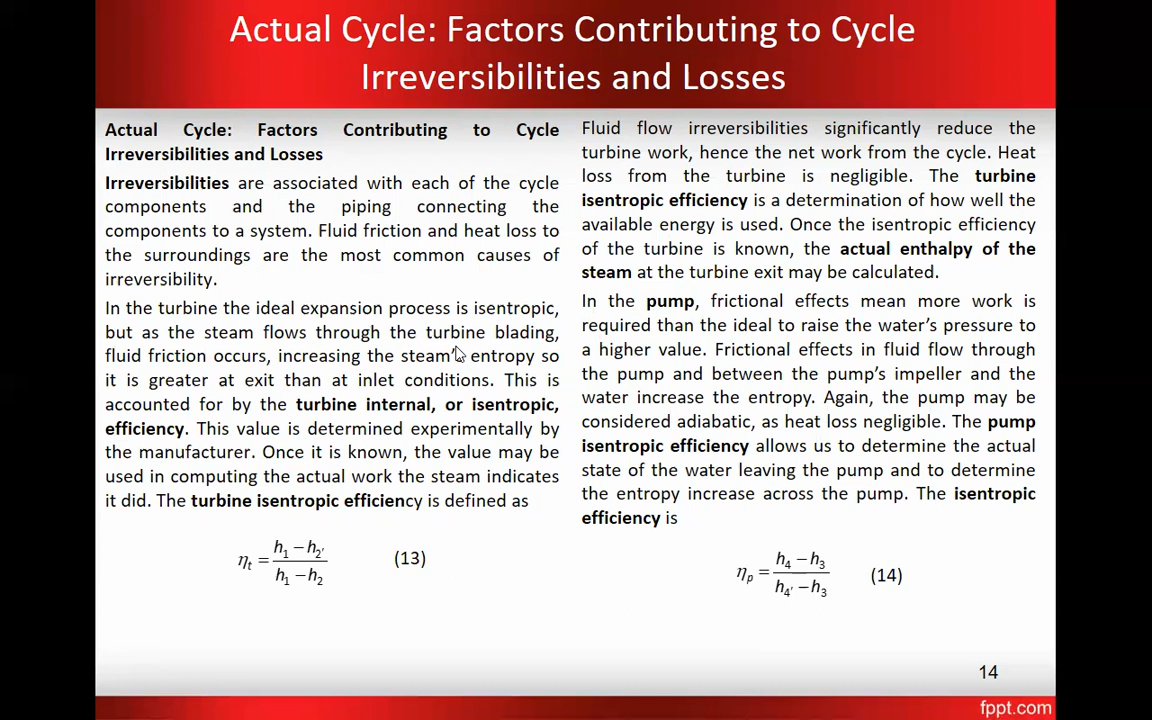 Actual Cycle: Factors Contributing to Cycle
Irreversibilities and Losses
Actual Cycle: Factors Contributing to Cycle
Irreversibilities and Losses
Irreversibilities are associated with each of the cycle
components and the piping connecting the
components to a system. Fluid friction and heat loss to
the surroundings are the most common causes of
irreversibility.
In the turbine the ideal expansion process is isentropic,
but as the steam flows through the turbine blading,
fluid friction occurs, increasing the steam's entropy so
it is greater at exit than at inlet conditions. This is
accounted for by the turbine internal, or isentropic,
efficiency. This value is determined experimentally by
the manufacturer. Once it is known, the value may be
used in computing the actual work the steam indicates
it did. The turbine isentropic efficiency is defined as
ηt = (h1 − h2') / (h1 − h2) (13)
Fluid flow irreversibilities significantly reduce the
turbine work, hence the net work from the cycle. Heat
loss from the turbine is negligible. The turbine
isentropic efficiency is a determination of how well the
available energy is used. Once the isentropic efficiency
of the turbine is known, the actual enthalpy of the
steam at the turbine exit may be calculated.
In the pump, frictional effects mean more work is
required than the ideal to raise the water's pressure to
a higher value. Frictional effects in fluid flow through
the pump and between the pump's impeller and the
water increase the entropy. Again, the pump may be
considered adiabatic, as heat loss negligible. The pump
isentropic efficiency allows us to determine the actual
state of the water leaving the pump and to determine
the entropy increase across the pump. The isentropic
efficiency is
ηp = (h4 − h3) / (h4' − h3) (14)
14
fppt.com